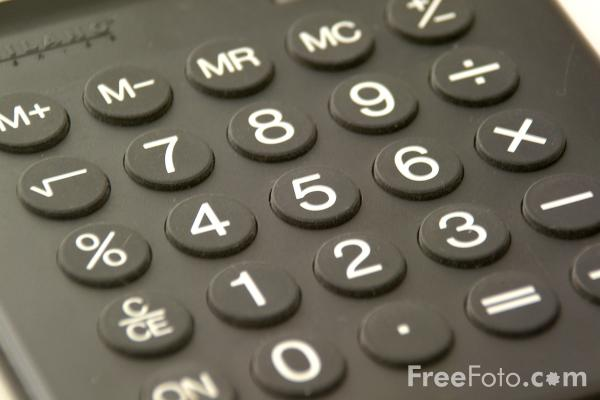 M+ M− MR MC +/−
√ 7 8 9 ÷
% 4 5 6 ×
C/CE 1 2 3 −
ON 0 . =
FreeFoto.com